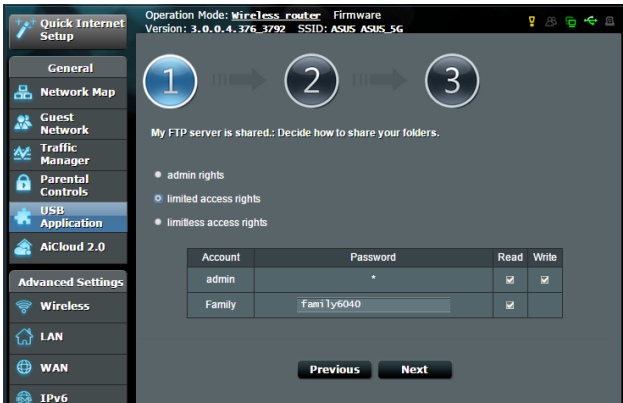 Quick Internet
Setup
Operation Mode: Wireless router Firmware
Version: 3.0.0.4.376_3792 SSID: ASUS ASUS_5G
General
Network Map
Guest
Network
Traffic
Manager
Parental
Controls
USB
Application
AiCloud 2.0
Advanced Settings
Wireless
LAN
WAN
IPv6
1
2
3
My FTP server is shared.: Decide how to share your folders.
admin rights
limited access rights
limitless access rights
Account Password Read Write
admin *
Family family6040
Previous Next